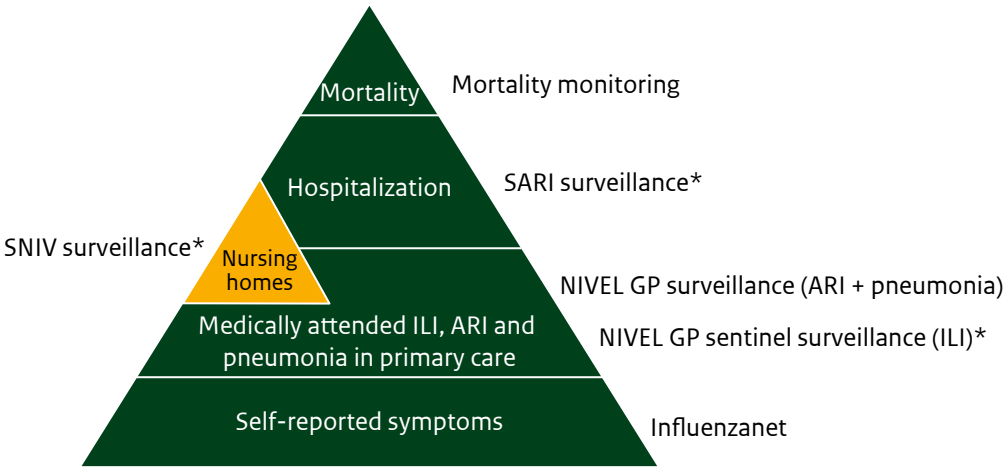 Mortality
Mortality monitoring
Hospitalization
SARI surveillance*
SNIV surveillance*
Nursing
homes
NIVEL GP surveillance (ARI + pneumonia)
Medically attended ILI, ARI and
pneumonia in primary care
NIVEL GP sentinel surveillance (ILI)*
Self-reported symptoms
Influenzanet